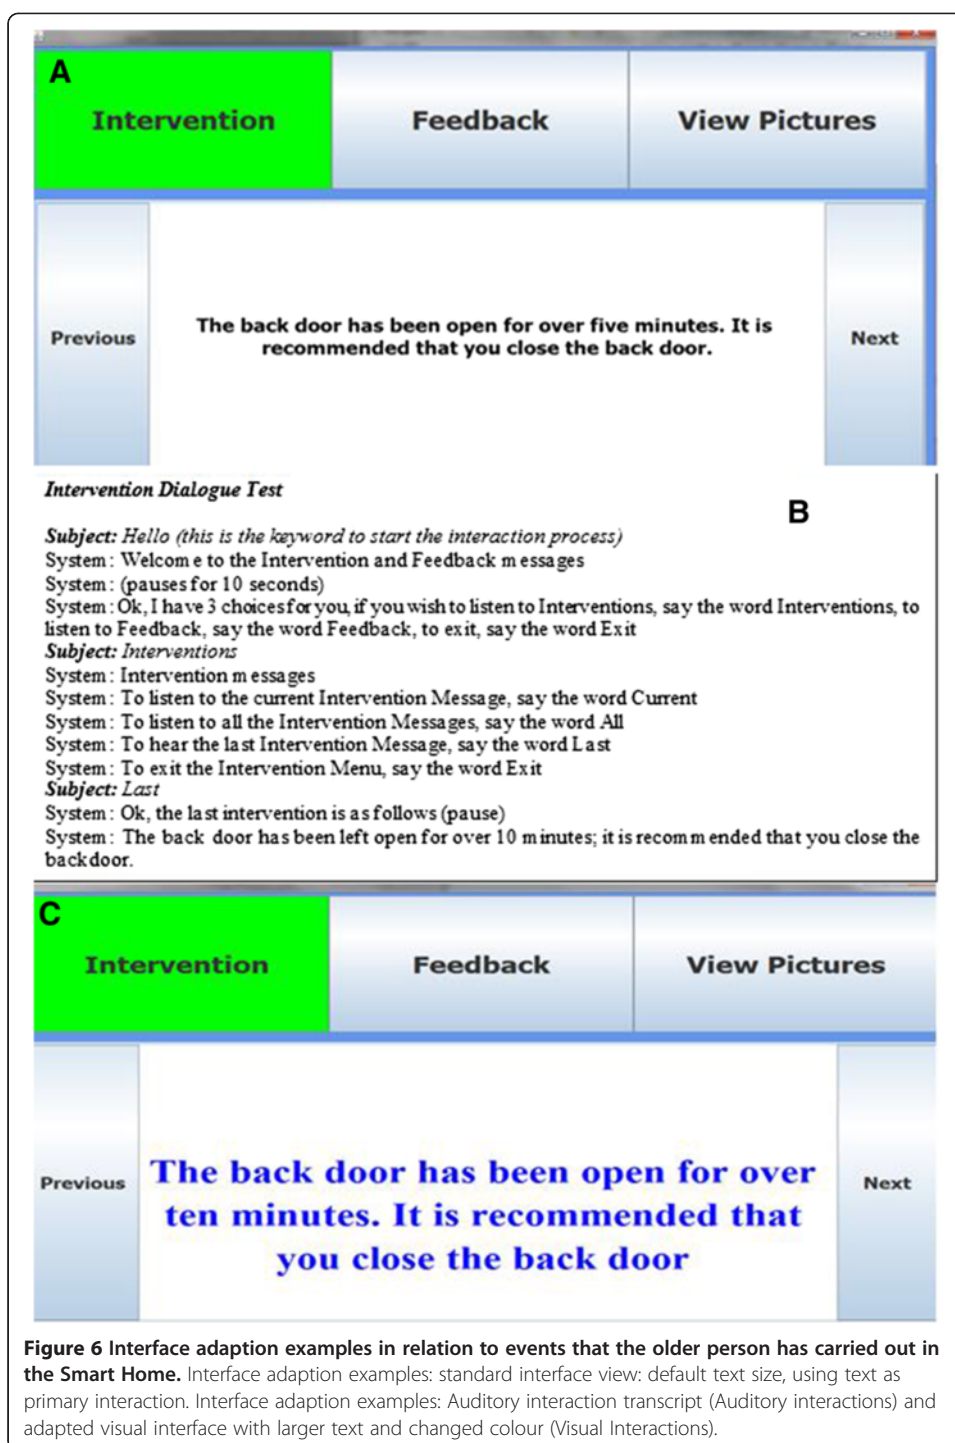 A
Intervention Feedback View Pictures
Previous
The back door has been open for over five minutes. It is
recommended that you close the back door.
Next
Intervention Dialogue Test
B
Subject: Hello (this is the keyword to start the interaction process)
System: Welcome to the Intervention and Feedback messages
System: (pauses for 10 seconds)
System: Ok, I have 3 choices for you, if you wish to listen to Interventions, say the word Interventions, to
listen to Feedback, say the word Feedback, to exit, say the word Exit
Subject: Interventions
System: Intervention messages
System: To listen to the current Intervention Message, say the word Current
System: To listen to all the Intervention Messages, say the word All
System: To hear the last Intervention Message, say the word Last
System: To exit the Intervention Menu, say the word Exit
Subject: Last
System: Ok, the last intervention is as follows (pause)
System: The back door has been left open for over 10 minutes; it is recommended that you close the
back door.
C
Intervention Feedback View Pictures
Previous
The back door has been open for over
ten minutes. It is recommended that
you close the back door
Next
Figure 6 Interface adaption examples in relation to events that the older person has carried out in
the Smart Home. Interface adaption examples: standard interface view: default text size, using text as
primary interaction. Interface adaption examples: Auditory interaction transcript (Auditory interactions) and
adapted visual interface with larger text and changed colour (Visual Interactions).